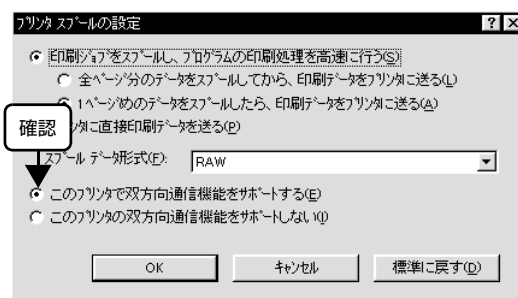 プリンタ スプールの設定
印刷ジョブをスプールし、プログラムの印刷処理を高速に行う(S)
全ページ分のデータをスプールしてから、印刷データをプリンタに送る(L)
1ページめのデータをスプールしたら、印刷データをプリンタに送る(A)
確認
ンタに直接印刷データを送る(P)
スプール データ形式(F):
RAW
このプリンタで双方向通信機能をサポートする(E)
このプリンタの双方向通信機能をサポートしない(I)
OK
キャンセル
標準に戻す(D)